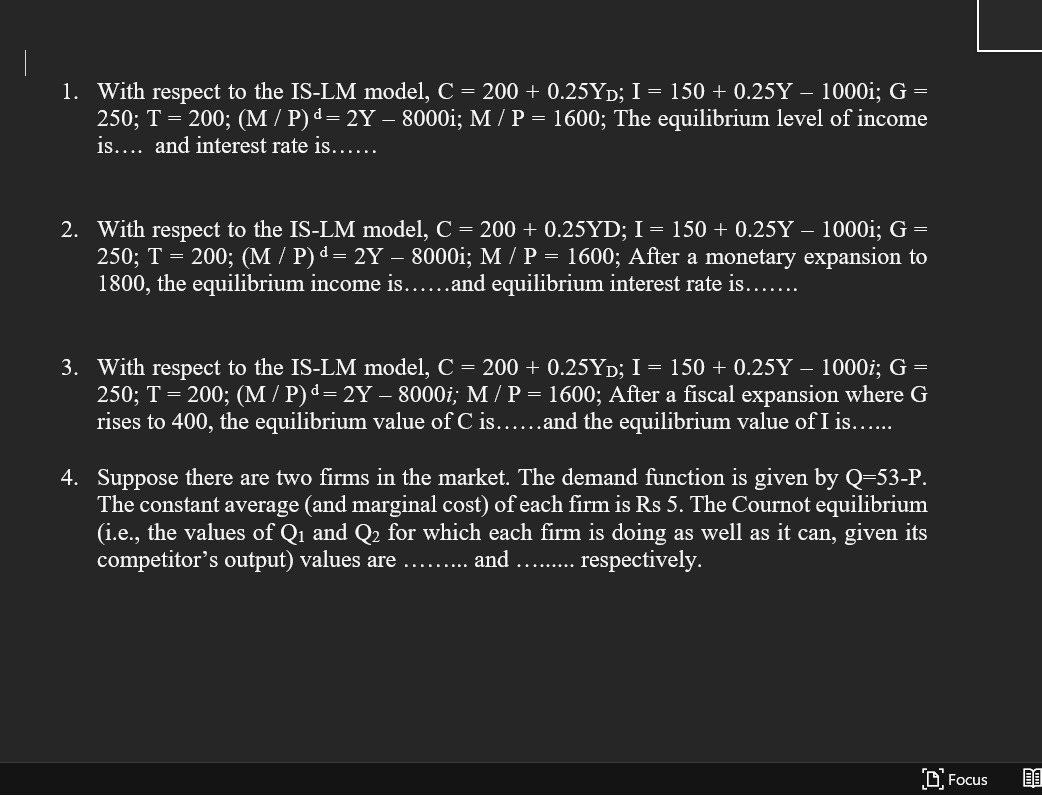 1. With respect to the IS-LM model, C = 200 + 0.25YD; I = 150 + 0.25Y – 1000i; G =
250; T = 200; (M / P) d = 2Y – 8000i; M / P = 1600; The equilibrium level of income
is…. and interest rate is……
2. With respect to the IS-LM model, C = 200 + 0.25YD; I = 150 + 0.25Y – 1000i; G =
250; T = 200; (M / P) d = 2Y – 8000i; M / P = 1600; After a monetary expansion to
1800, the equilibrium income is……and equilibrium interest rate is…….
3. With respect to the IS-LM model, C = 200 + 0.25YD; I = 150 + 0.25Y – 1000i; G =
250; T = 200; (M / P) d = 2Y – 8000i; M / P = 1600; After a fiscal expansion where G
rises to 400, the equilibrium value of C is……and the equilibrium value of I is…...
4. Suppose there are two firms in the market. The demand function is given by Q=53-P.
The constant average (and marginal cost) of each firm is Rs 5. The Cournot equilibrium
(i.e., the values of Q1 and Q2 for which each firm is doing as well as it can, given its
competitor’s output) values are ……... and …...... respectively.
Focus